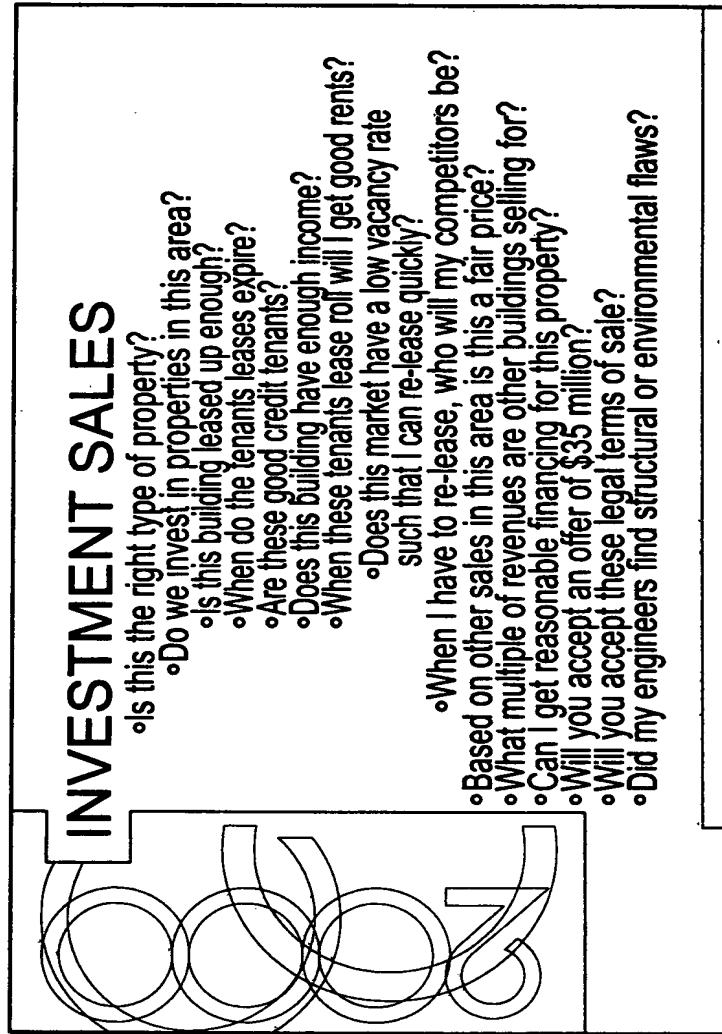 INVESTMENT SALES
∘Is this the right type of property?
∘Do we invest in properties in this area?
∘Is this building leased up enough?
∘When do the tenants leases expire?
∘Are these good credit tenants?
∘Does this building have enough income?
∘When these tenants lease roll will I get good rents?
∘Does this market have a low vacancy rate
such that I can re-lease quickly?
∘When I have to re-lease, who will my competitors be?
∘Based on other sales in this area is this a fair price?
∘What multiple of revenues are other buildings selling for?
∘Can I get reasonable financing for this property?
∘Will you accept an offer of $35 million?
∘Will you accept these legal terms of sale?
∘Did my engineers find structural or environmental flaws?